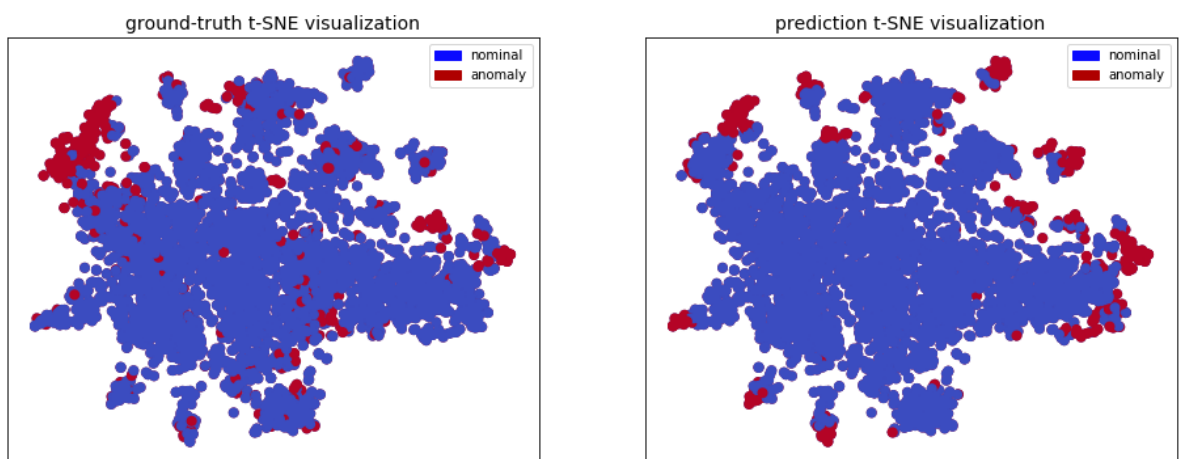 ground-truth t-SNE visualization
nominal
anomaly
prediction t-SNE visualization
nominal
anomaly